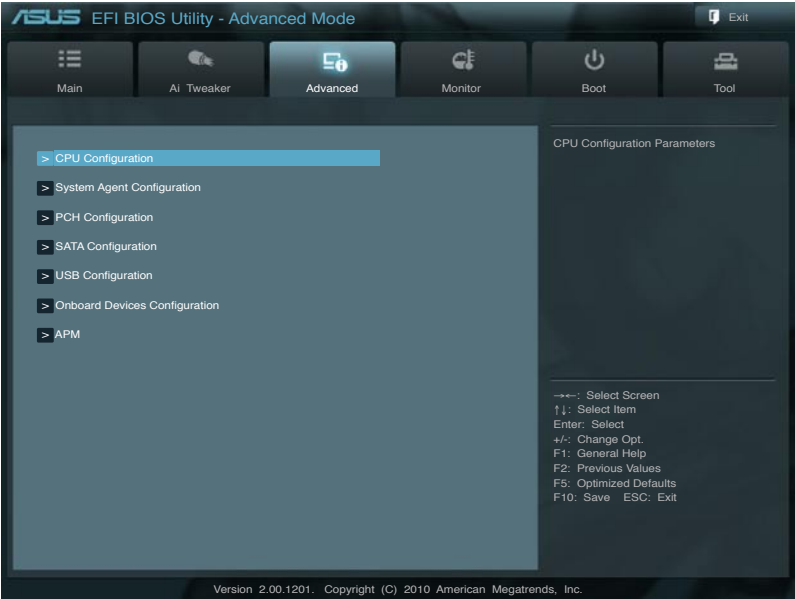 ASUS EFI BIOS Utility - Advanced Mode
Exit
Main Ai Tweaker Advanced Monitor Boot Tool
> CPU Configuration
> System Agent Configuration
> PCH Configuration
> SATA Configuration
> USB Configuration
> Onboard Devices Configuration
> APM
CPU Configuration Parameters
→←: Select Screen
↑↓: Select Item
Enter: Select
+/-: Change Opt.
F1: General Help
F2: Previous Values
F5: Optimized Defaults
F10: Save ESC: Exit
Version 2.00.1201. Copyright (C) 2010 American Megatrends, Inc.